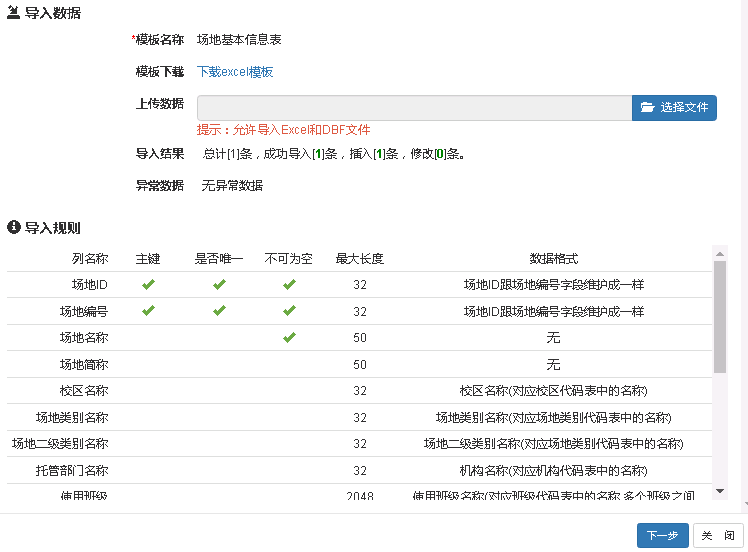 导入数据
*模板名称 场地基本信息表
模板下载 下载excel模板
上传数据 选择文件
提示：允许导入Excel和DBF文件
导入结果 总计[1]条，成功导入[1]条，插入[1]条，修改[0]条。
异常数据 无异常数据
导入规则
列名称 主键 是否唯一 不可为空 最大长度 数据格式
场地ID 32 场地ID跟场地编号字段维护成一样
场地编号 32 场地ID跟场地编号字段维护成一样
场地名称 50 无
场地简称 50 无
校区名称 32 校区名称(对应校区代码表中的名称)
场地类别名称 32 场地类别名称(对应场地类别代码表中的名称)
场地二级类别名称 32 场地二级类别名称(对应场地类别代码表中的名称)
托管部门名称 32 机构名称(对应机构代码表中的名称)
使用班级 2048 使用班级名称(对应班级代码表中的名称,多个班级之间
下一步 关 闭